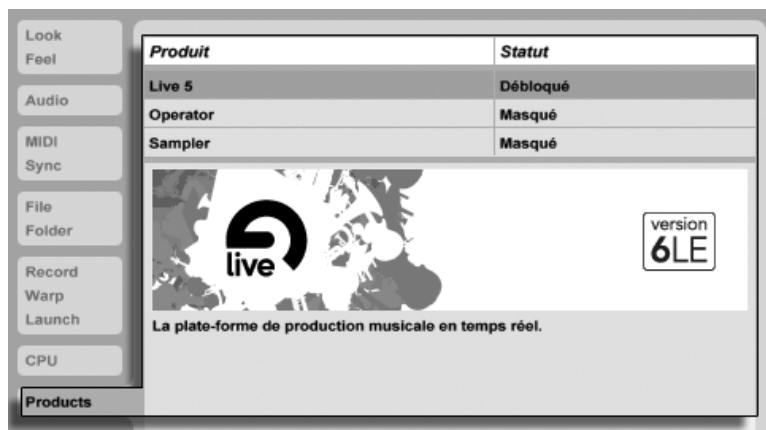 Look
Feel
Audio
MIDI
Sync
File
Folder
Record
Warp
Launch
CPU
Products
Produit Statut
Live 5 Débloqué
Operator Masqué
Sampler Masqué
live
version
6LE
La plate-forme de production musicale en temps réel.